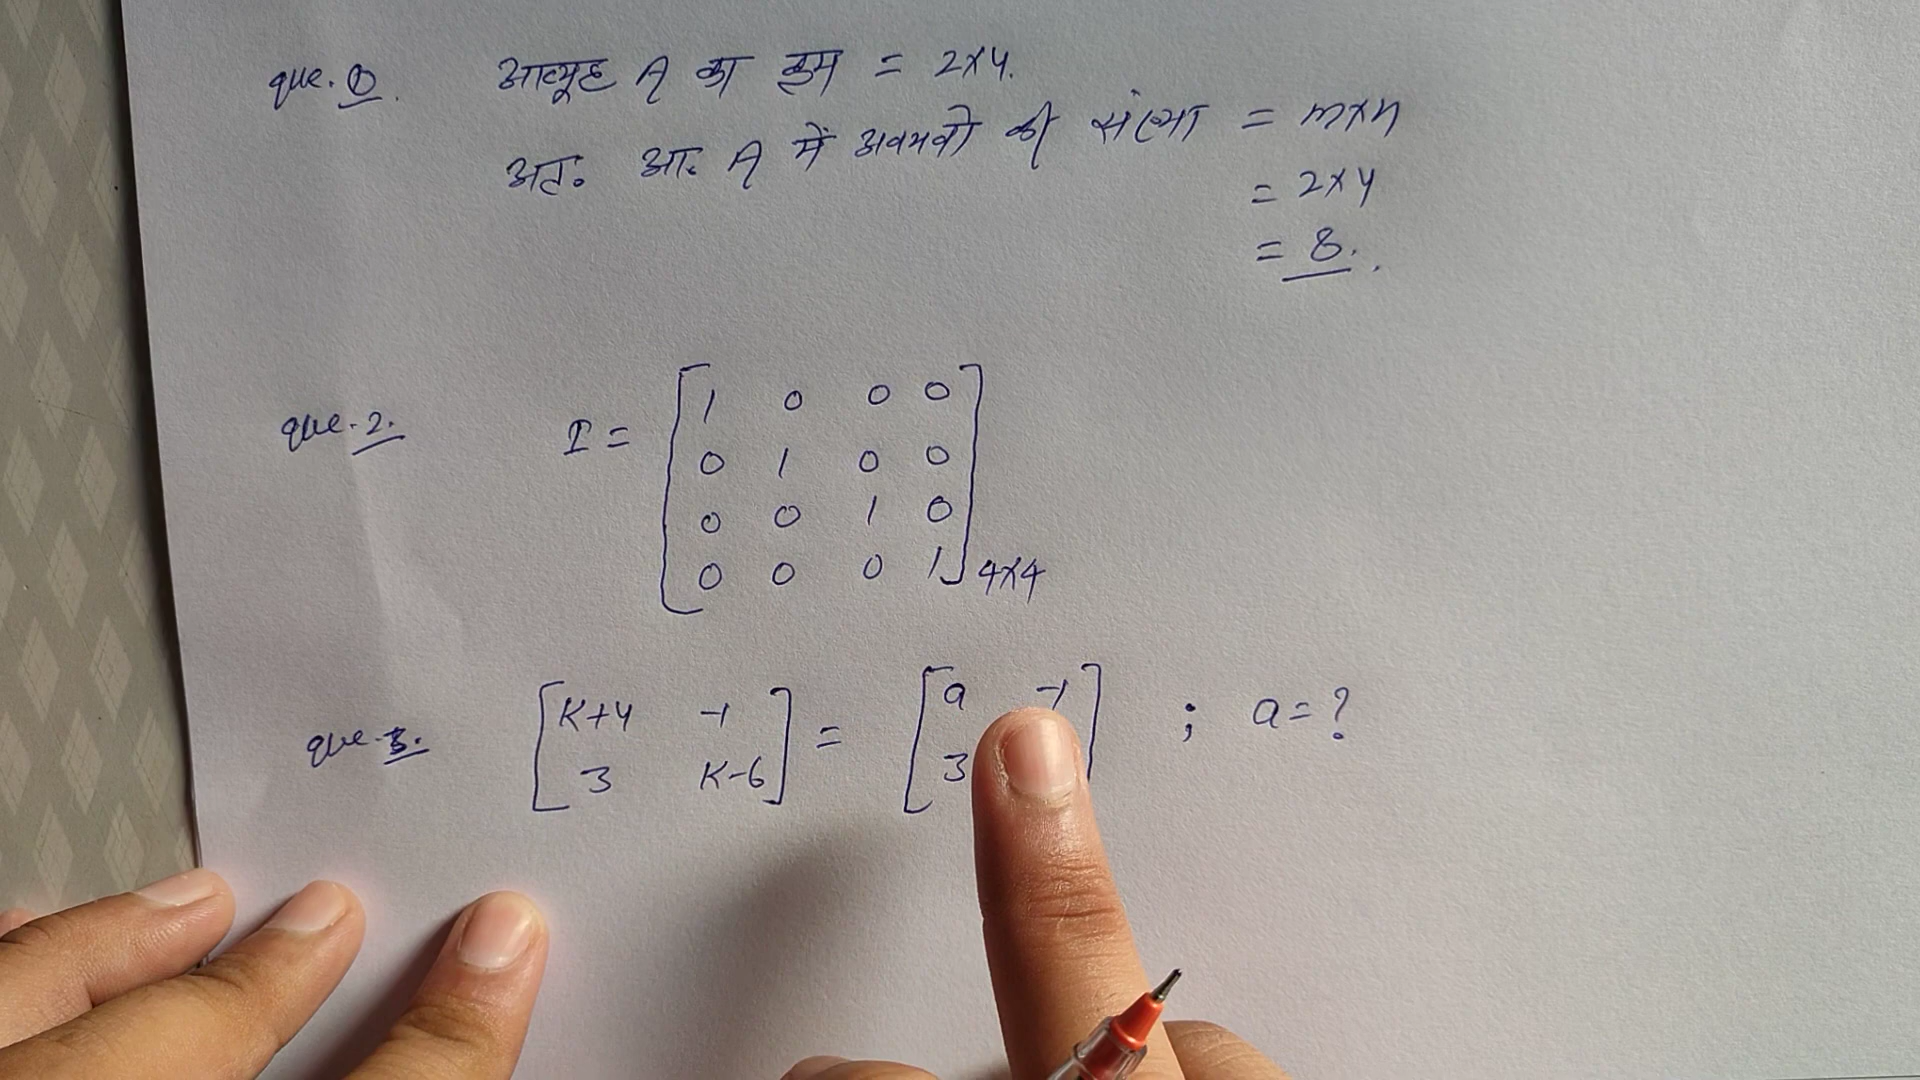 que. ①. आव्यूह A का क्रम = 2×4.
अतः आ. A में अवयवों की संख्या = m×n
= 2×4
= 8.
que. 2. I = [1 0 0 0
0 1 0 0
0 0 1 0
0 0 0 1] 4×4
que. 3. [K+4 -1 = [a -1 ; a = ?
3 K-6] 3 ]